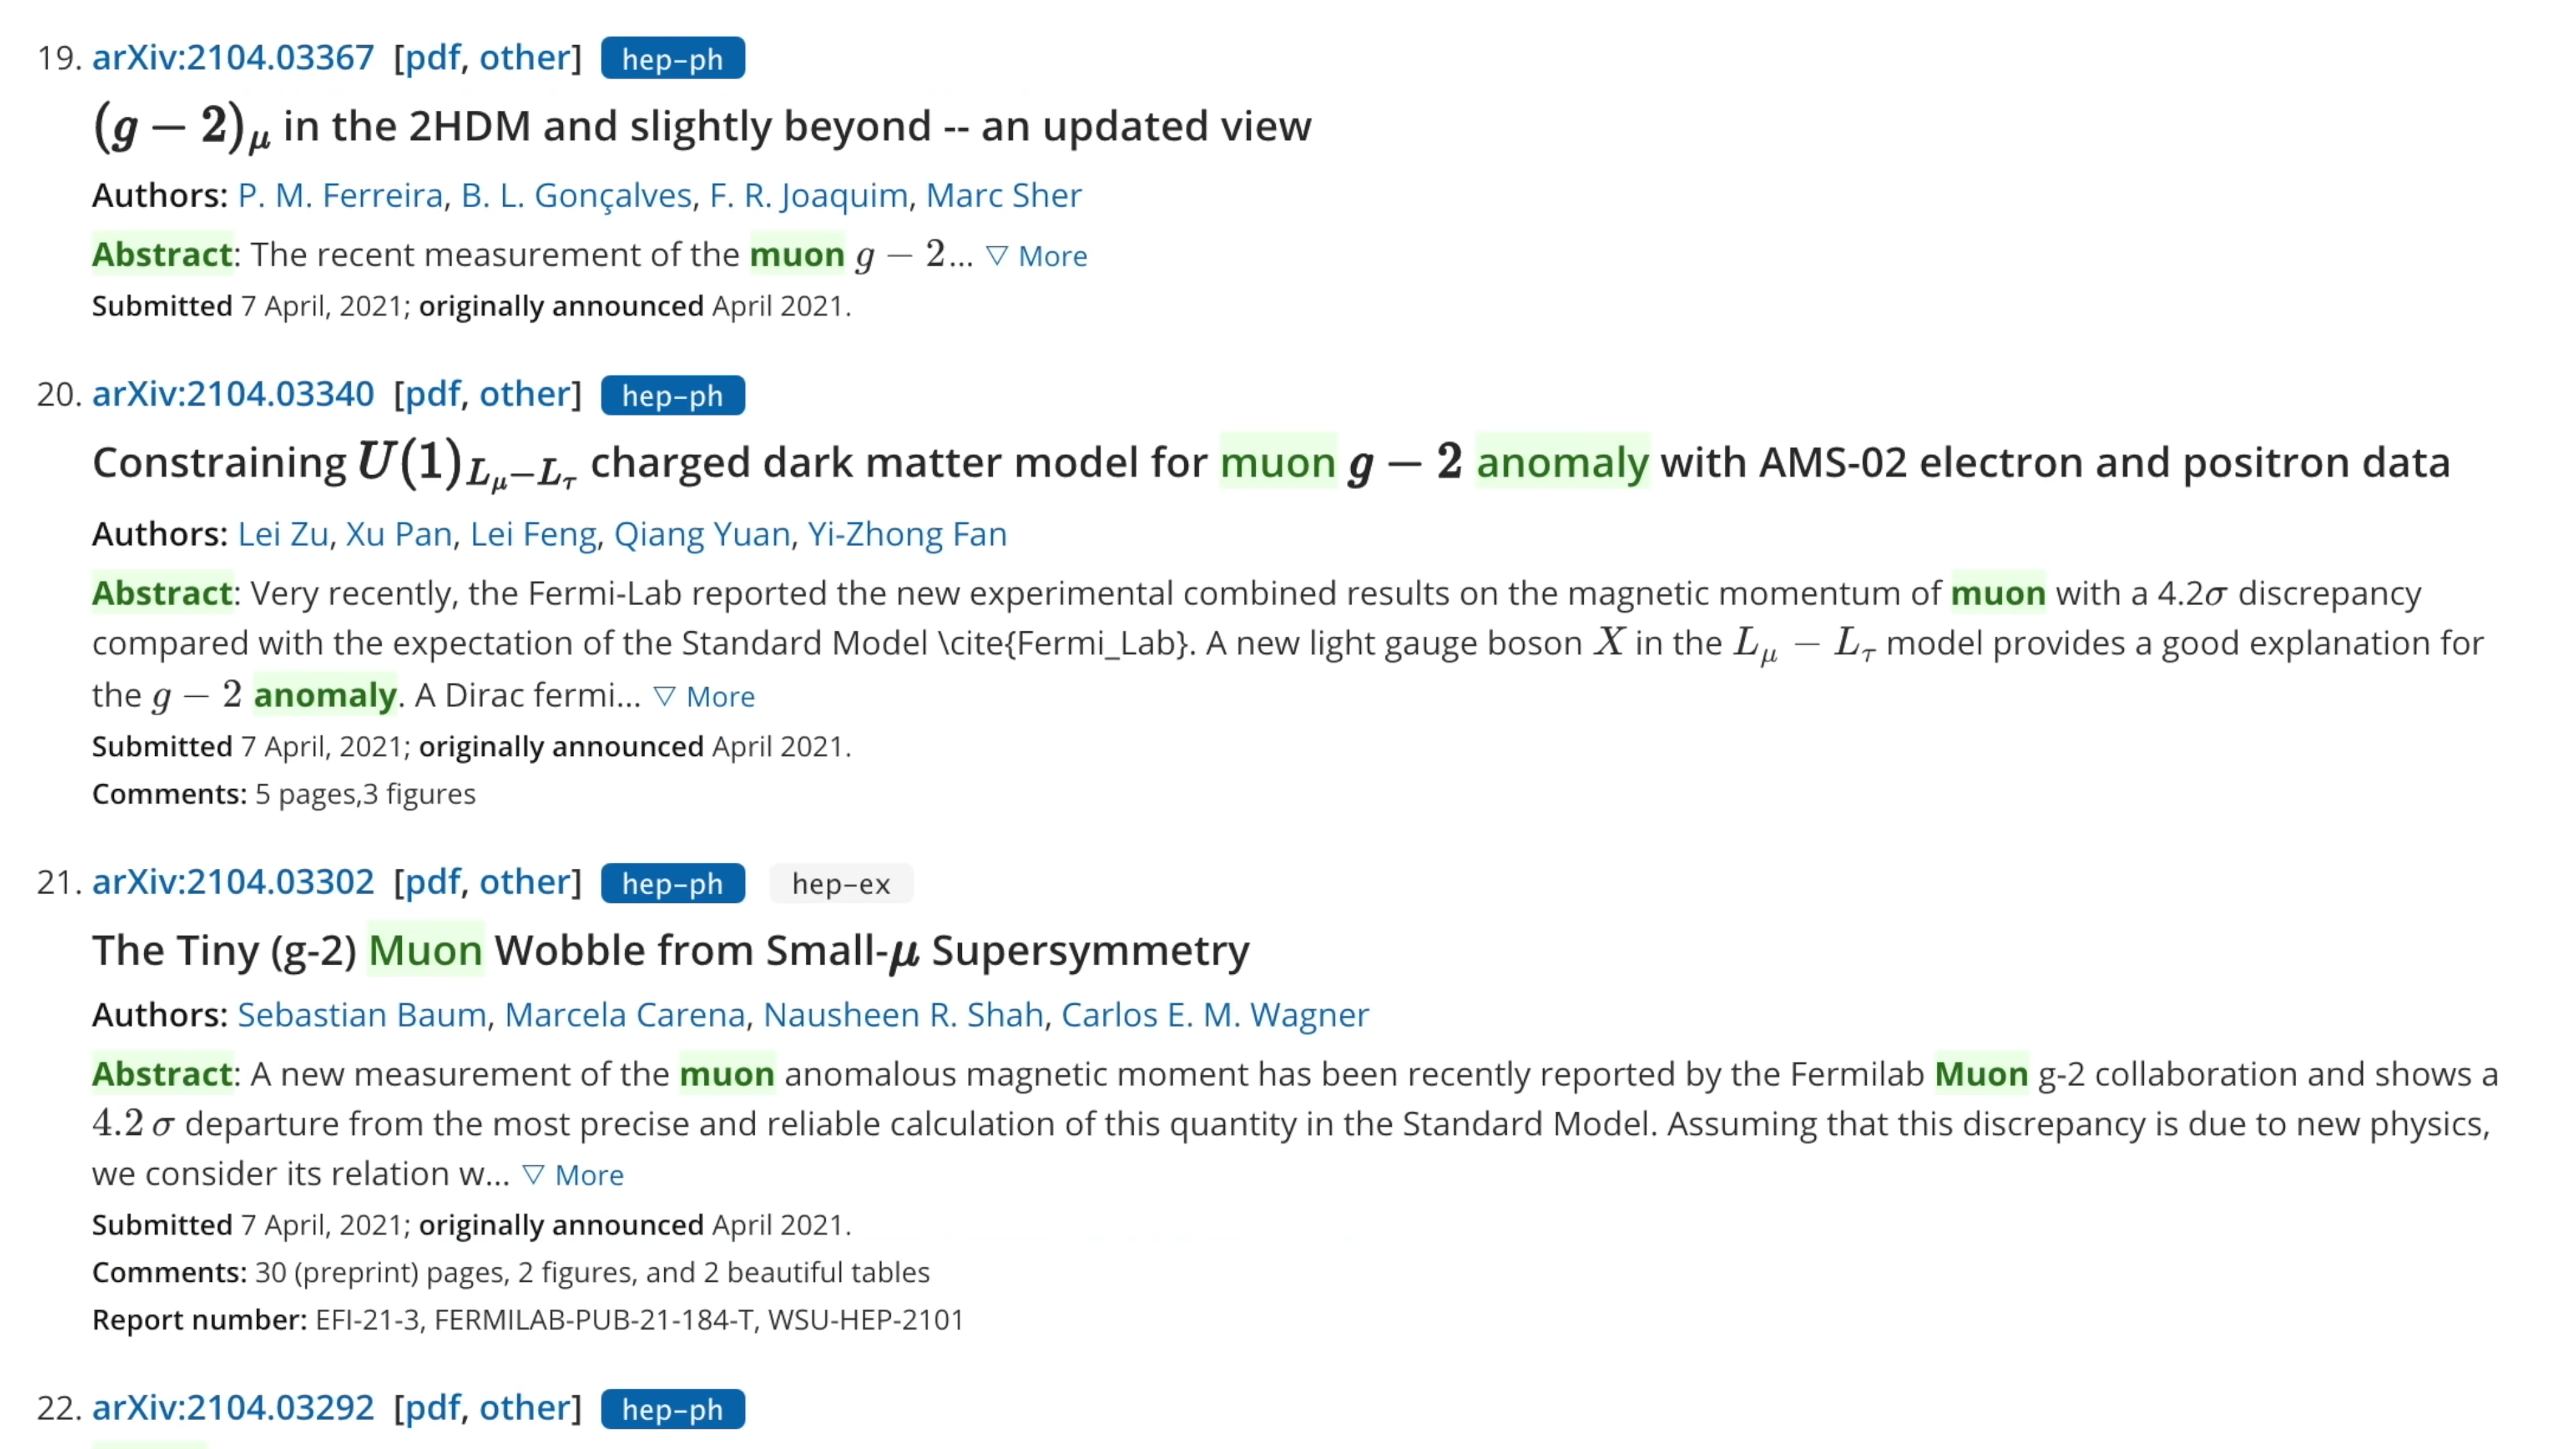 19. arXiv:2104.03367 [pdf, other] hep-ph
(g − 2)μ in the 2HDM and slightly beyond -- an updated view
Authors: P. M. Ferreira, B. L. Gonçalves, F. R. Joaquim, Marc Sher
Abstract: The recent measurement of the muon g − 2... ▽ More
Submitted 7 April, 2021; originally announced April 2021.
20. arXiv:2104.03340 [pdf, other] hep-ph
Constraining U(1)Lμ−Lτ charged dark matter model for muon g − 2 anomaly with AMS-02 electron and positron data
Authors: Lei Zu, Xu Pan, Lei Feng, Qiang Yuan, Yi-Zhong Fan
Abstract: Very recently, the Fermi-Lab reported the new experimental combined results on the magnetic momentum of muon with a 4.2σ discrepancy
compared with the expectation of the Standard Model \cite{Fermi_Lab}. A new light gauge boson X in the Lμ − Lτ model provides a good explanation for
the g − 2 anomaly. A Dirac fermi... ▽ More
Submitted 7 April, 2021; originally announced April 2021.
Comments: 5 pages,3 figures
21. arXiv:2104.03302 [pdf, other] hep-ph hep-ex
The Tiny (g-2) Muon Wobble from Small-μ Supersymmetry
Authors: Sebastian Baum, Marcela Carena, Nausheen R. Shah, Carlos E. M. Wagner
Abstract: A new measurement of the muon anomalous magnetic moment has been recently reported by the Fermilab Muon g-2 collaboration and shows a
4.2 σ departure from the most precise and reliable calculation of this quantity in the Standard Model. Assuming that this discrepancy is due to new physics,
we consider its relation w... ▽ More
Submitted 7 April, 2021; originally announced April 2021.
Comments: 30 (preprint) pages, 2 figures, and 2 beautiful tables
Report number: EFI-21-3, FERMILAB-PUB-21-184-T, WSU-HEP-2101
22. arXiv:2104.03292 [pdf, other] hep-ph